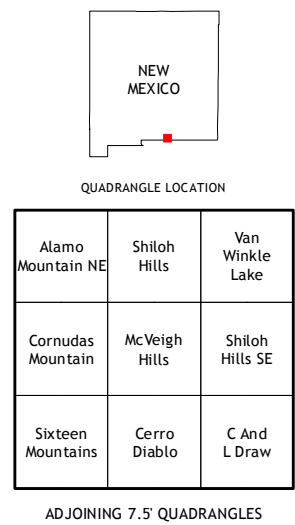 NEW
MEXICO
QUADRANGLE LOCATION
Alamo
Mountain NE
Shiloh
Hills
Van
Winkle
Lake
Cornudas
Mountain
McVeigh
Hills
Shiloh
Hills SE
Sixteen
Mountains
Cerro
Diablo
C And
L Draw
ADJOINING 7.5' QUADRANGLES